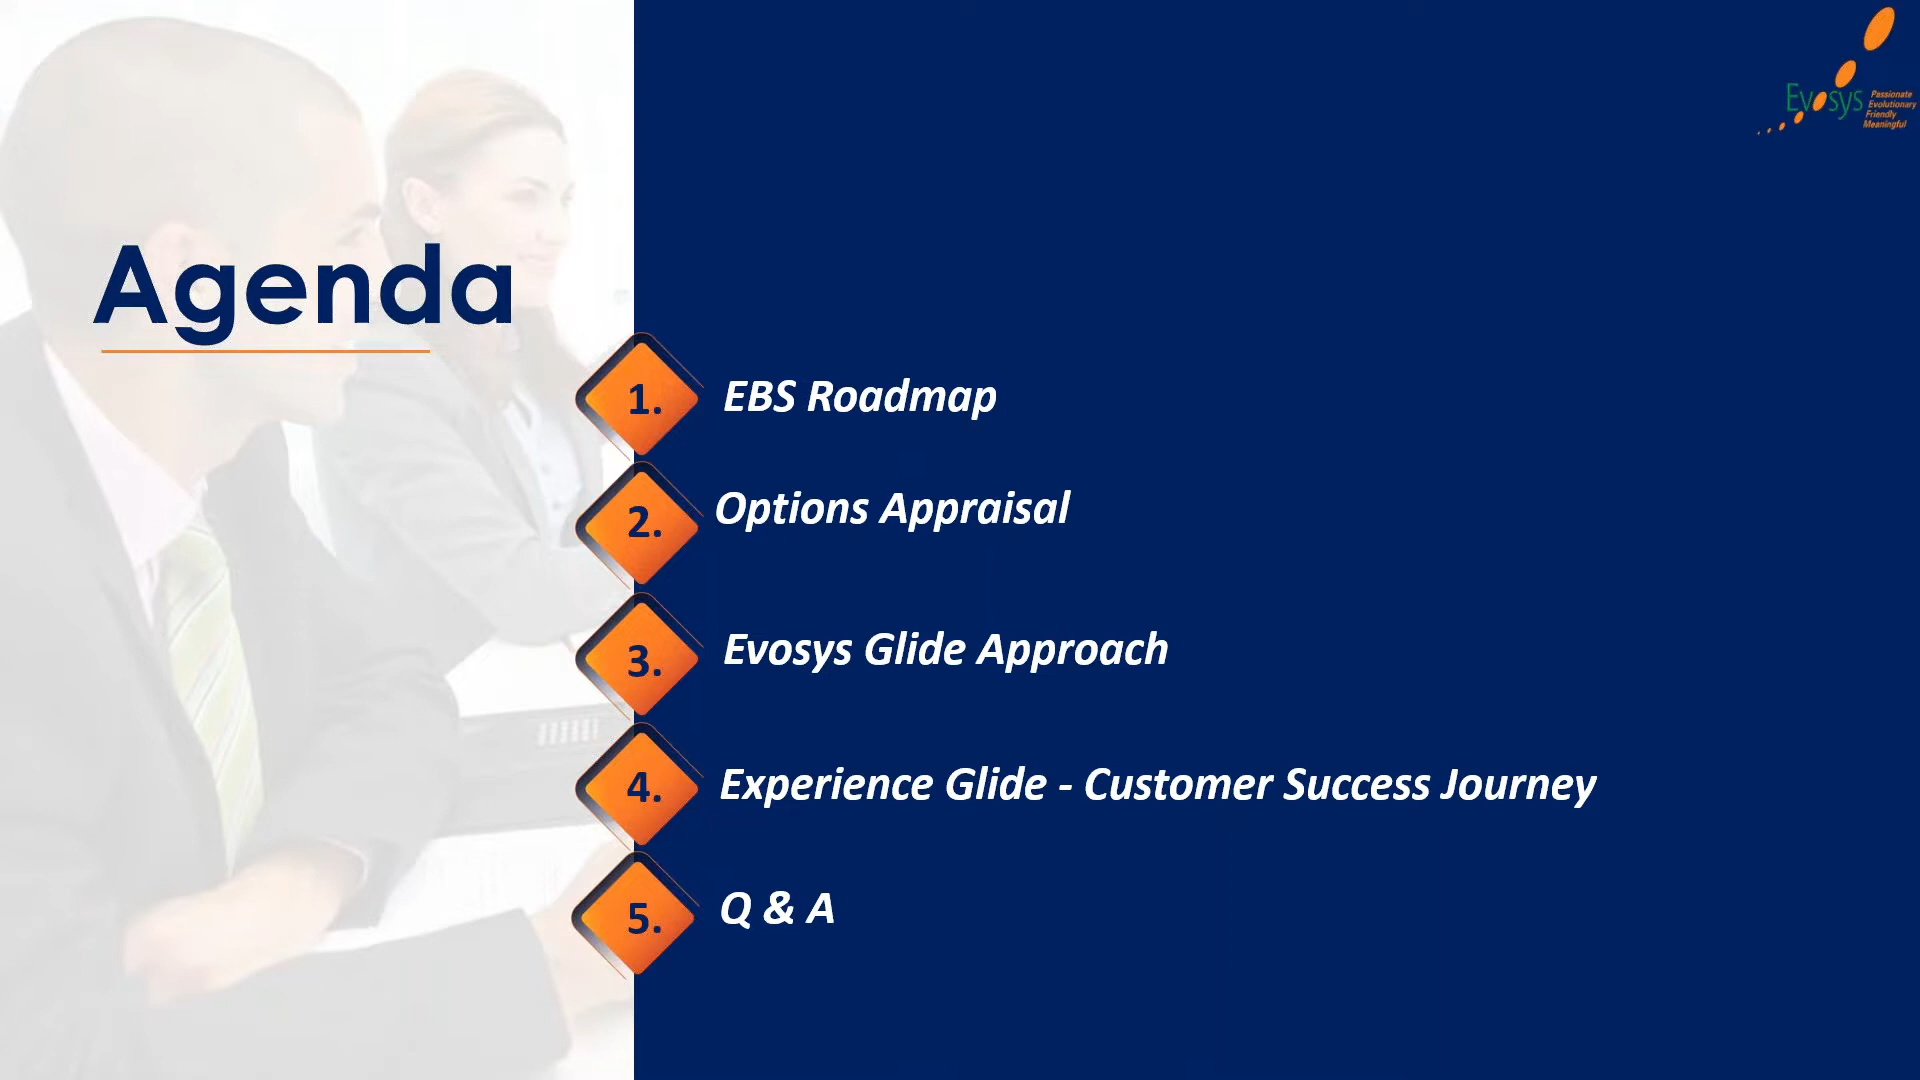 Evosys
Passionate
Evolutionary
Friendly
Meaningful
Agenda
1. EBS Roadmap
2. Options Appraisal
3. Evosys Glide Approach
4. Experience Glide - Customer Success Journey
5. Q & A